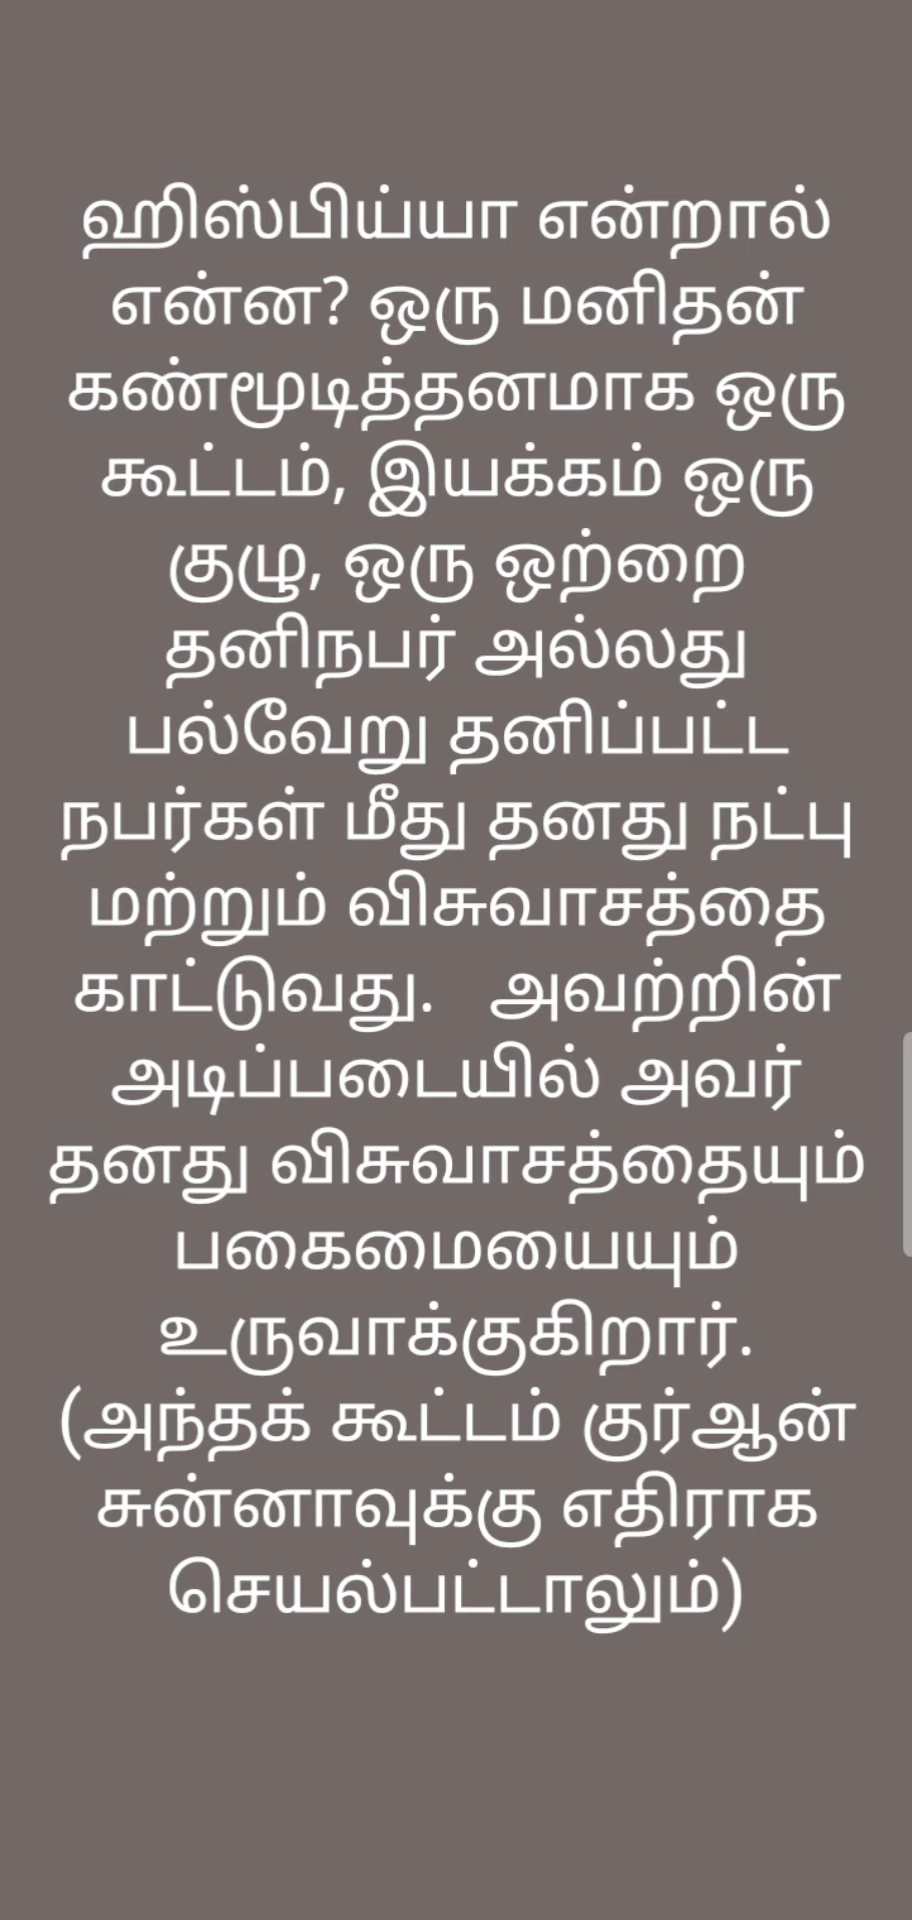 ஹிஸ்பிய்யா என்றால்
என்ன? ஒரு மனிதன்
கண்மூடித்தனமாக ஒரு
கூட்டம், இயக்கம் ஒரு
குழு, ஒரு ஒற்றை
தனிநபர் அல்லது
பல்வேறு தனிப்பட்ட
நபர்கள் மீது தனது நட்பு
மற்றும் விசுவாசத்தை
காட்டுவது.   அவற்றின்
அடிப்படையில் அவர்
தனது விசுவாசத்தையும்
பகைமையையும்
உருவாக்குகிறார்.
(அந்தக் கூட்டம் குர்ஆன்
சுன்னாவுக்கு எதிராக
செயல்பட்டாலும்)